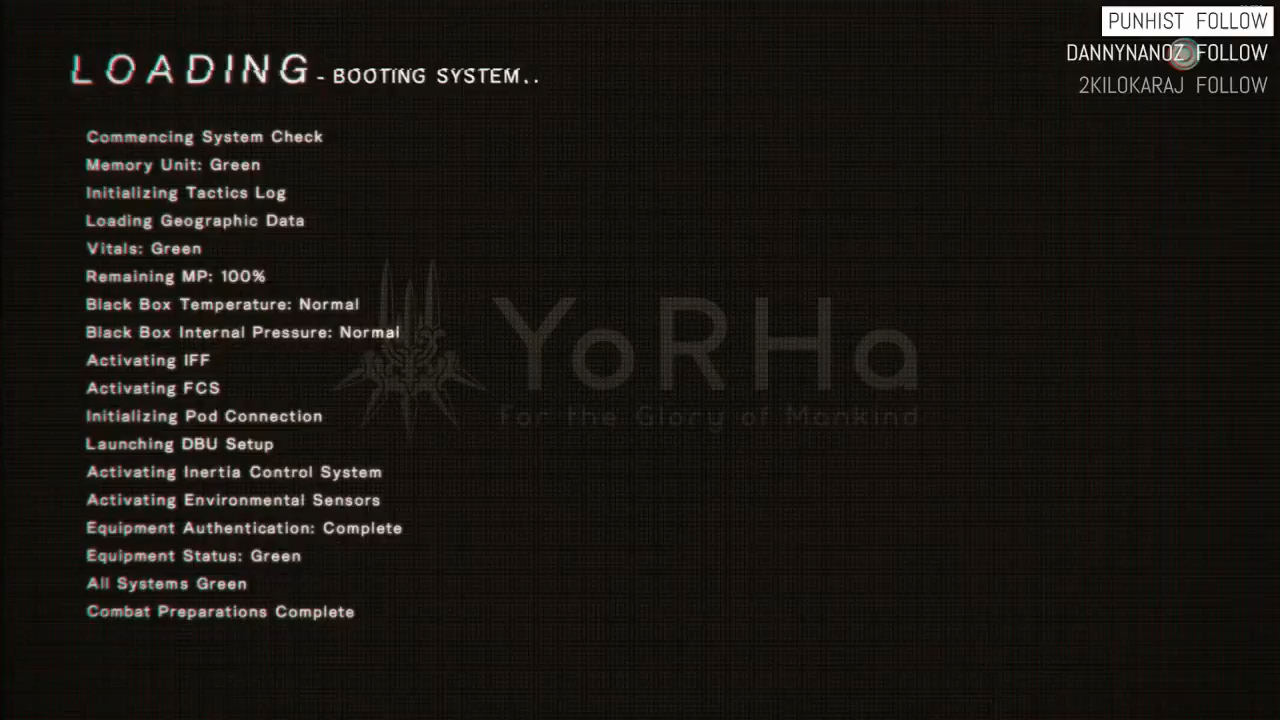 PUNHIST FOLLOW
DANNYNANOZ FOLLOW
2KILOKARAJ FOLLOW
LOADING - BOOTING SYSTEM..
Commencing System Check
Memory Unit: Green
Initializing Tactics Log
Loading Geographic Data
Vitals: Green
Remaining MP: 100%
Black Box Temperature: Normal
Black Box Internal Pressure: Normal
Activating IFF
Activating FCS
Initializing Pod Connection
Launching DBU Setup
Activating Inertia Control System
Activating Environmental Sensors
Equipment Authentication: Complete
Equipment Status: Green
All Systems Green
Combat Preparations Complete
YoRHa
For the Glory of Mankind